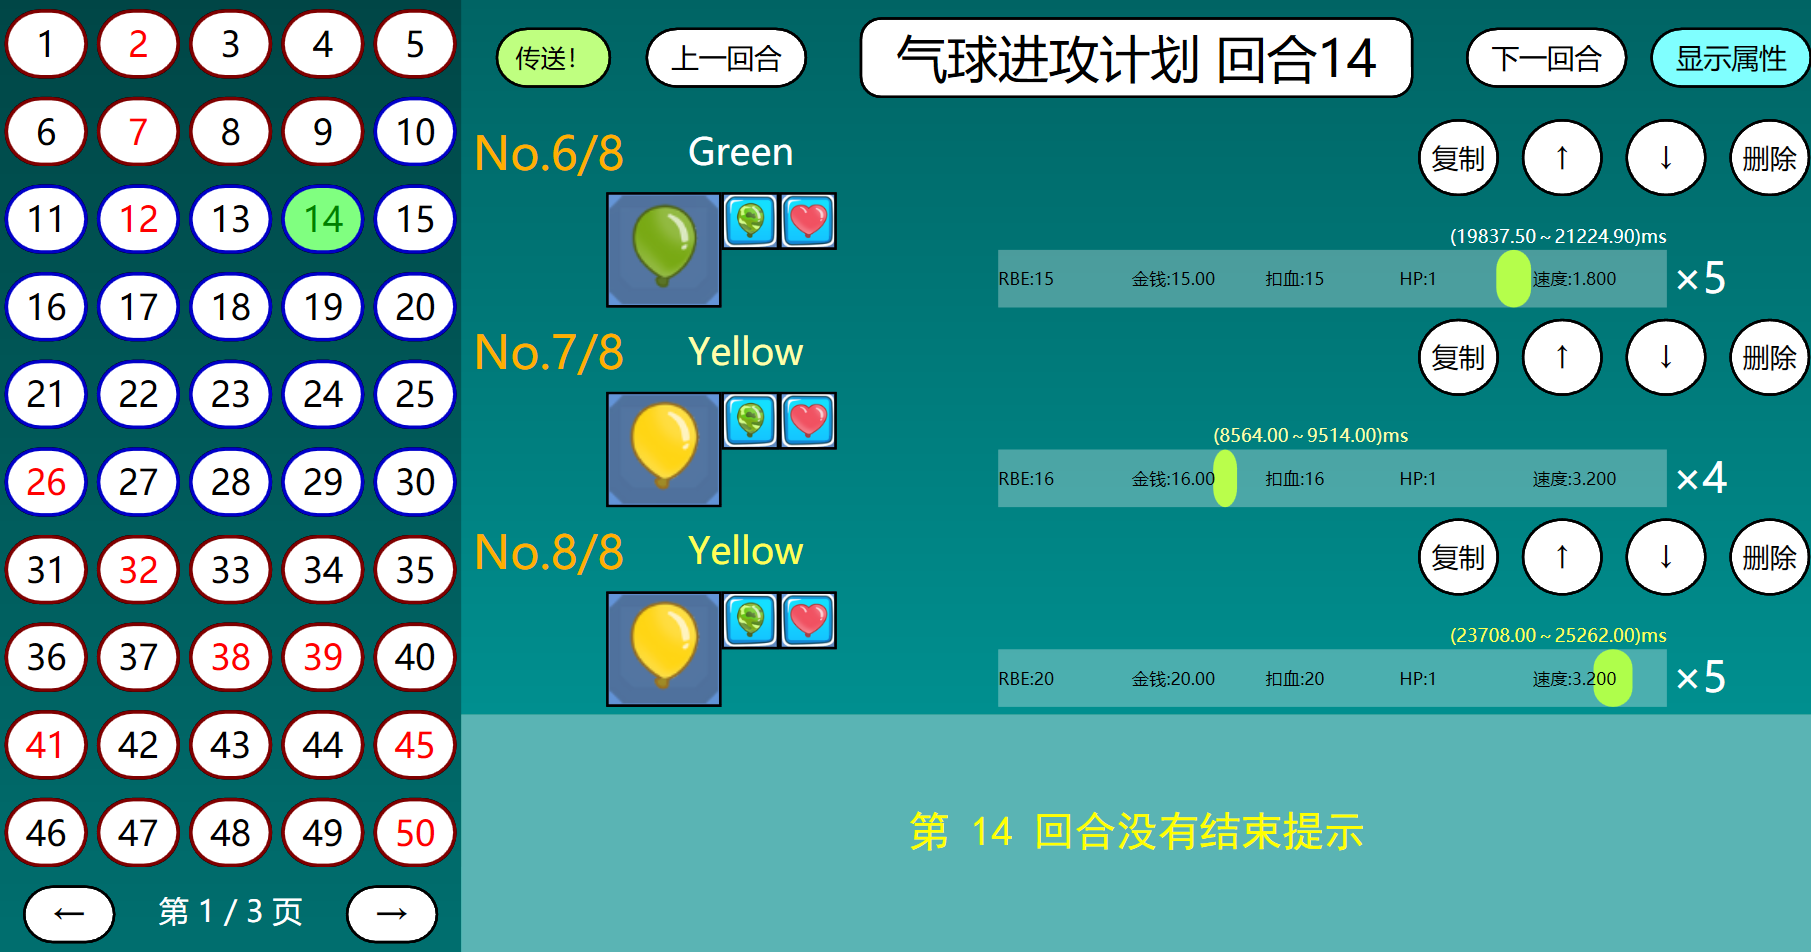 1 2 3 4 5
6 7 8 9 10
11 12 13 14 15
16 17 18 19 20
21 22 23 24 25
26 27 28 29 30
31 32 33 34 35
36 37 38 39 40
41 42 43 44 45
46 47 48 49 50
← 第 1 / 3 页 →
传送! 上一回合 气球进攻计划 回合14 下一回合 显示属性
No.6/8 Green 复制 ↑ ↓ 删除
(19837.50 ~ 21224.90)ms
RBE:15 金钱:15.00 扣血:15 HP:1 速度:1.800 ×5
No.7/8 Yellow 复制 ↑ ↓ 删除
(8564.00 ~ 9514.00)ms
RBE:16 金钱:16.00 扣血:16 HP:1 速度:3.200 ×4
No.8/8 Yellow 复制 ↑ ↓ 删除
(23708.00 ~ 25262.00)ms
RBE:20 金钱:20.00 扣血:20 HP:1 速度:3.200 ×5
第 14 回合没有结束提示